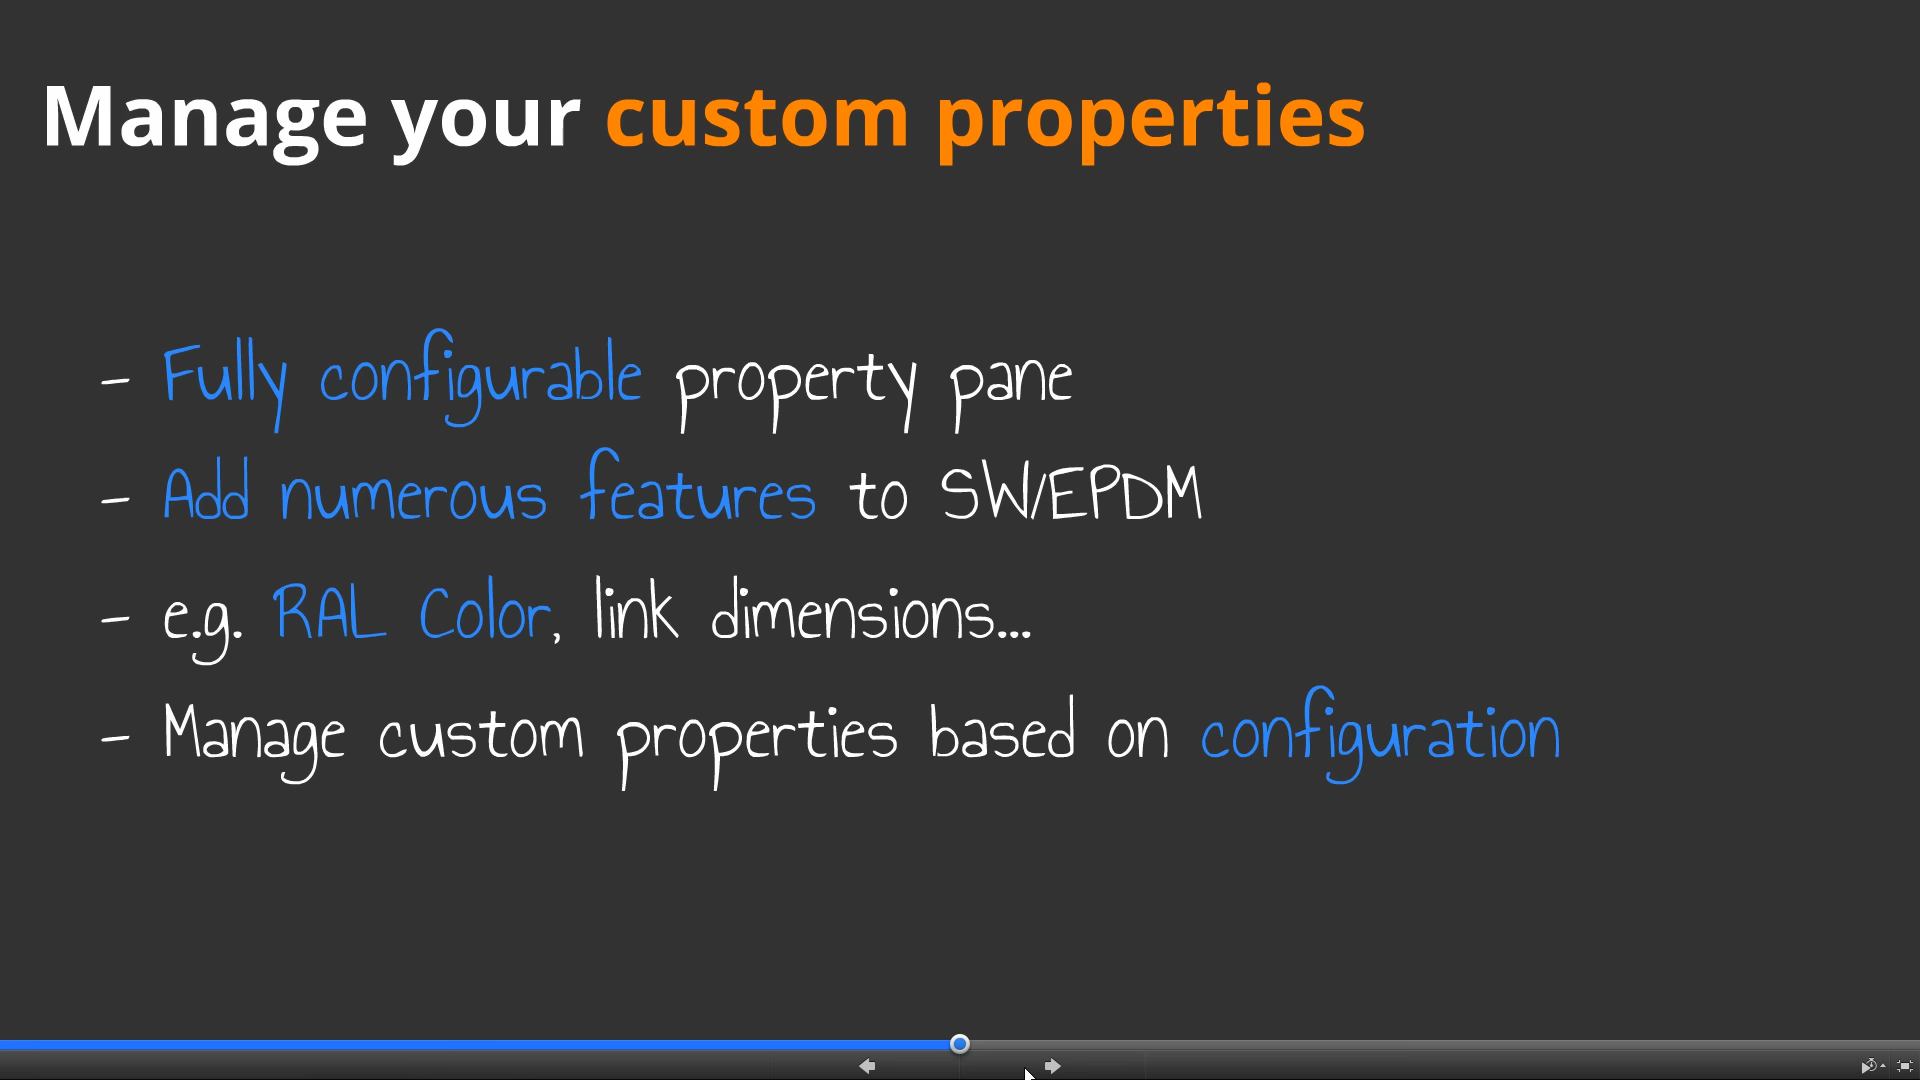 Manage your custom properties
- Fully configurable property pane
- Add numerous features to SW/EPDM
- e.g. RAL Color, link dimensions...
- Manage custom properties based on configuration